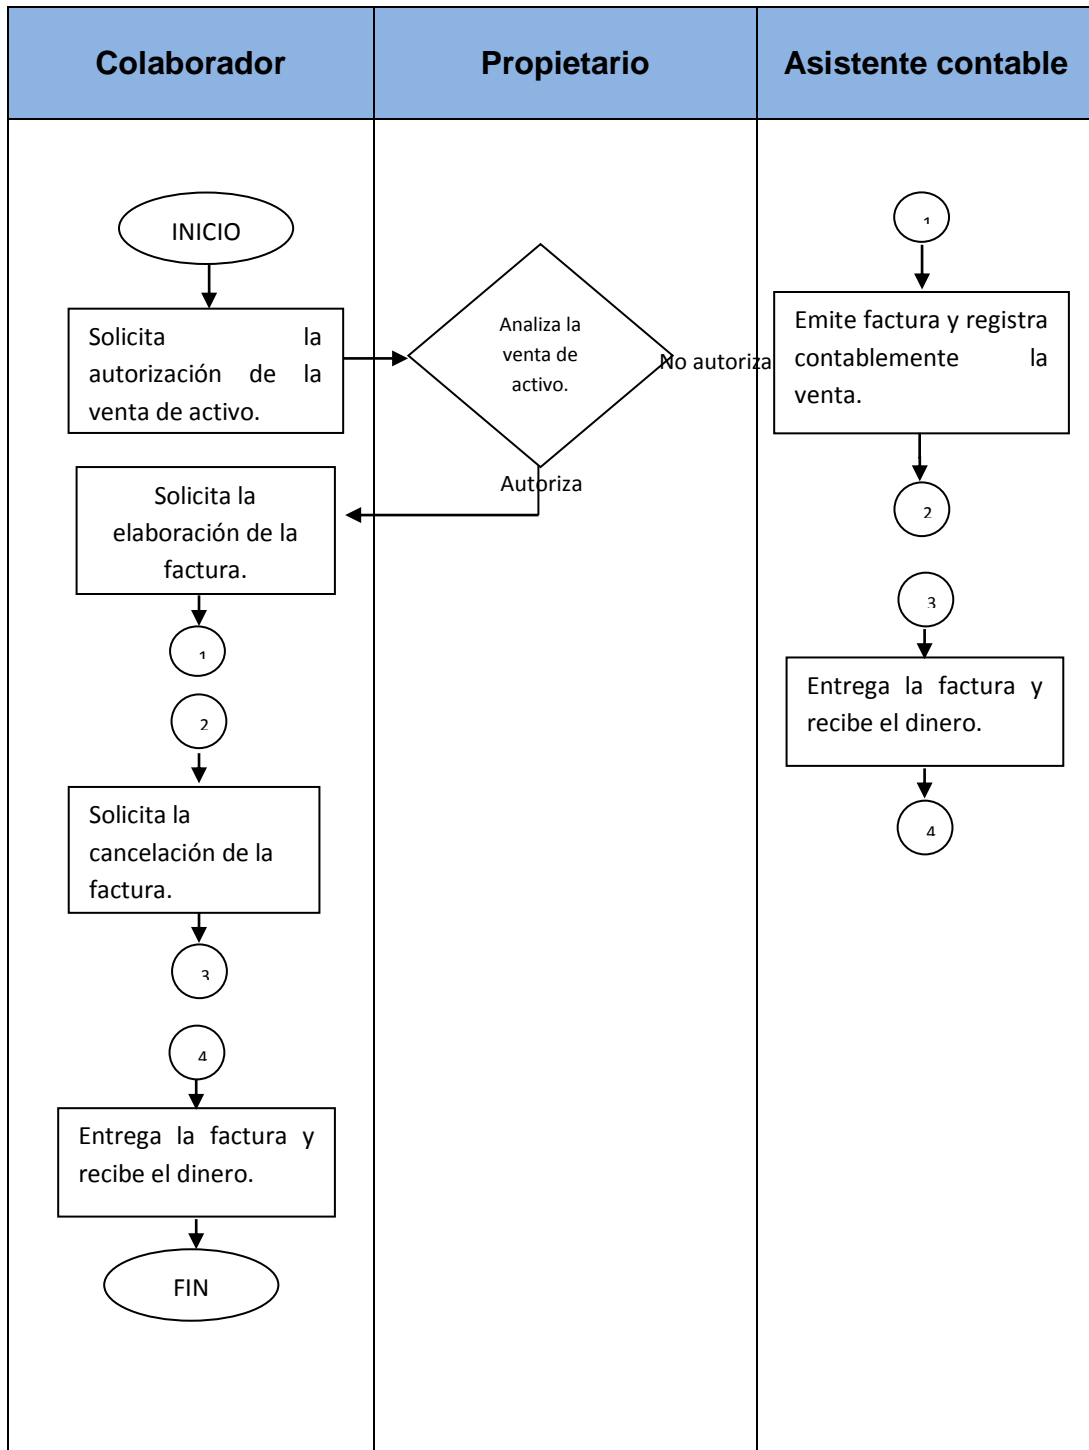 Colaborador
Propietario
Asistente contable
INICIO
Solicita la
autorización de la
venta de activo.
Solicita la
elaboración de la
factura.
1
2
Solicita la
cancelación de la
factura.
3
4
Entrega la factura y
recibe el dinero.
FIN
Analiza la
venta de
activo.
No autoriza
Autoriza
1
Emite factura y registra
contablemente la
venta.
2
3
Entrega la factura y
recibe el dinero.
4